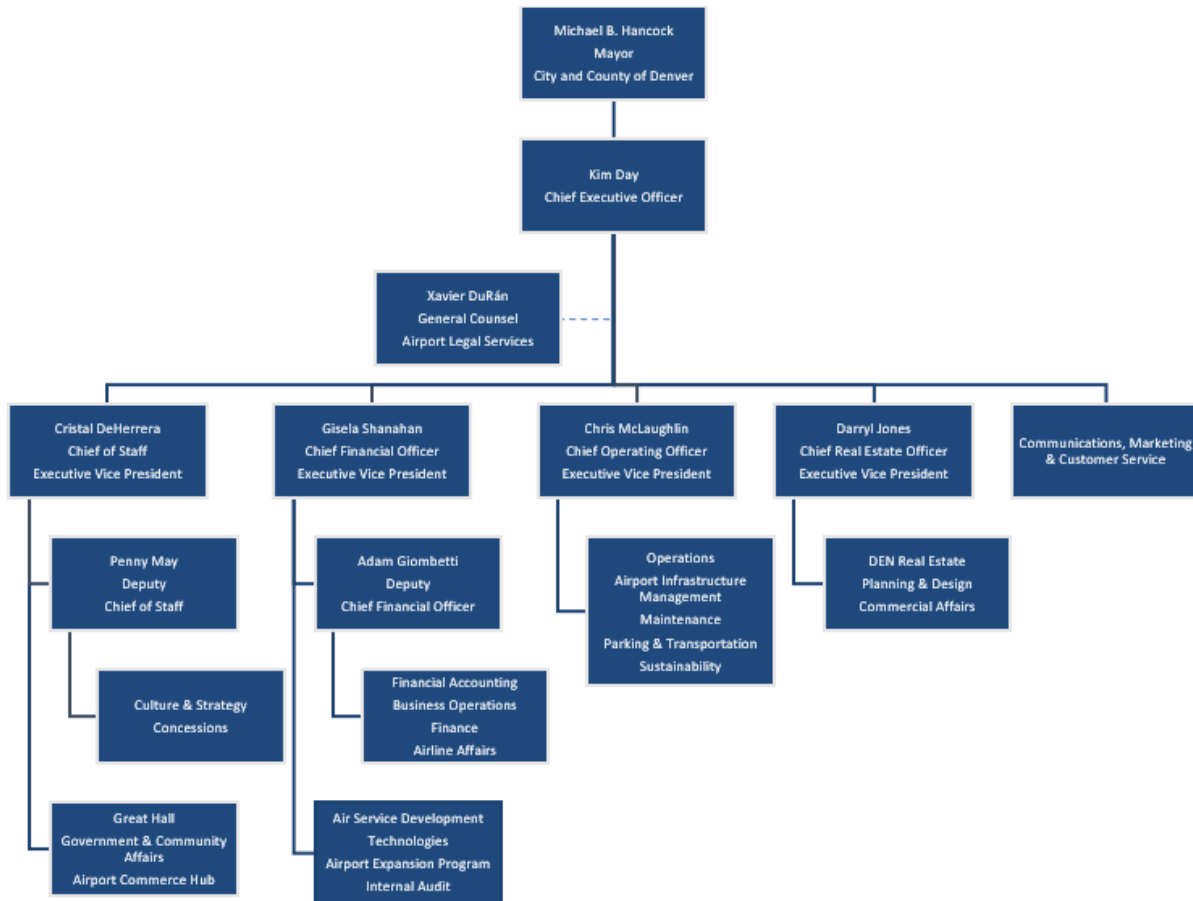 Michael B. Hancock
Mayor
City and County of Denver
Kim Day
Chief Executive Officer
Xavier DuRán
General Counsel
Airport Legal Services
Cristal DeHerrera
Chief of Staff
Executive Vice President
Gisela Shanahan
Chief Financial Officer
Executive Vice President
Chris McLaughlin
Chief Operating Officer
Executive Vice President
Darryl Jones
Chief Real Estate Officer
Executive Vice President
Communications, Marketing
& Customer Service
Penny May
Deputy
Chief of Staff
Adam Giombetti
Deputy
Chief Financial Officer
Operations
Airport Infrastructure
Management
Maintenance
Parking & Transportation
Sustainability
DEN Real Estate
Planning & Design
Commercial Affairs
Culture & Strategy
Concessions
Financial Accounting
Business Operations
Finance
Airline Affairs
Great Hall
Government & Community
Affairs
Airport Commerce Hub
Air Service Development
Technologies
Airport Expansion Program
Internal Audit